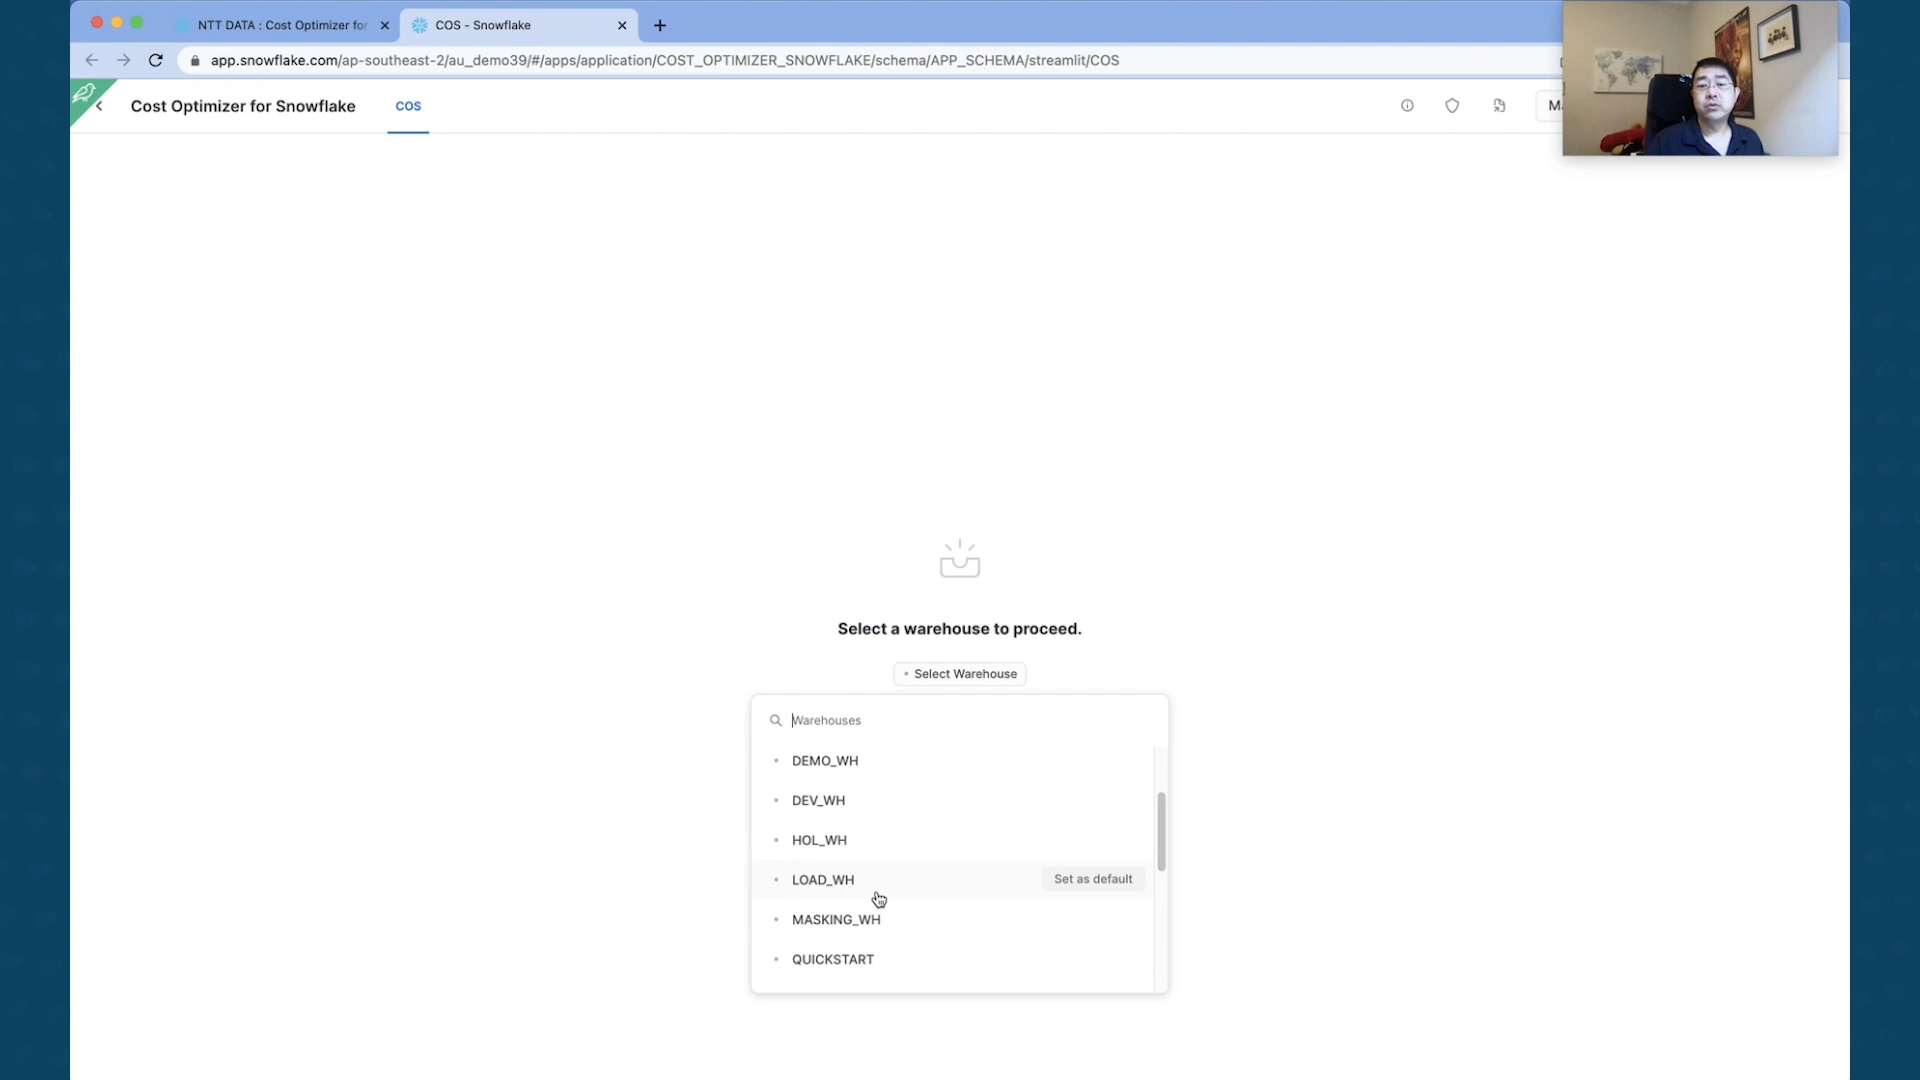 NTT DATA : Cost Optimizer for
COS - Snowflake
app.snowflake.com/ap-southeast-2/au_demo39/#/apps/application/COST_OPTIMIZER_SNOWFLAKE/schema/APP_SCHEMA/streamlit/COS
Cost Optimizer for Snowflake
COS
Select a warehouse to proceed.
Select Warehouse
Warehouses
DEMO_WH
DEV_WH
HOL_WH
LOAD_WH
Set as default
MASKING_WH
QUICKSTART